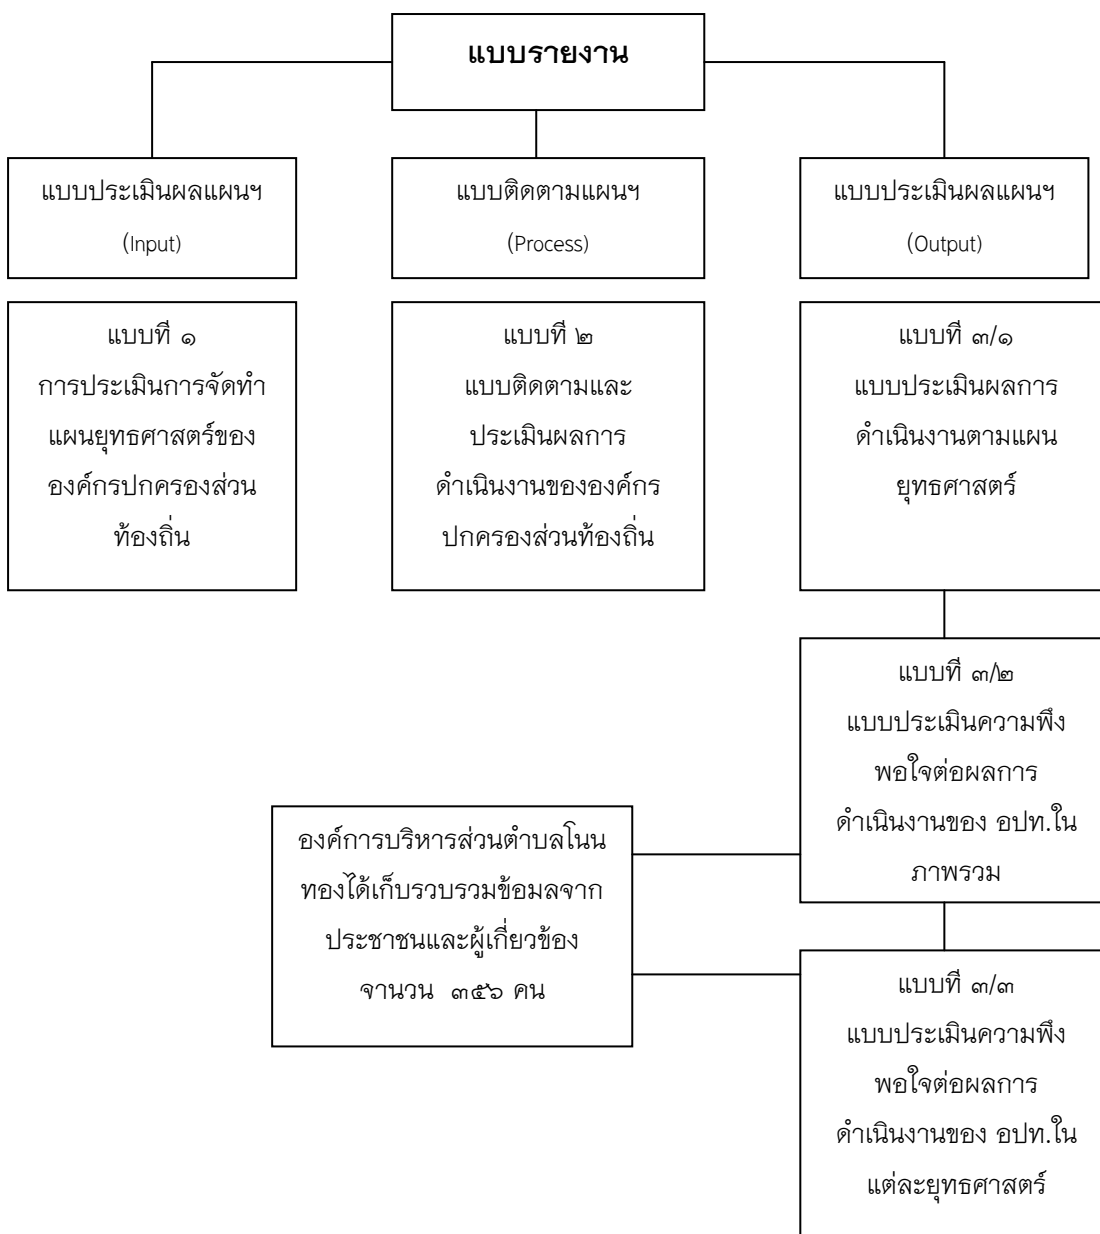 แบบรายงาน
แบบประเมินผลแผนฯ
(Input)
แบบติดตามแผนฯ
(Process)
แบบประเมินผลแผนฯ
(Output)
แบบที่ ๑
การประเมินการจัดทำ
แผนยุทธศาสตร์ของ
องค์กรปกครองส่วน
ท้องถิ่น
แบบที่ ๒
แบบติดตามและ
ประเมินผลการ
ดำเนินงานขององค์กร
ปกครองส่วนท้องถิ่น
แบบที่ ๓/๑
แบบประเมินผลการ
ดำเนินงานตามแผน
ยุทธศาสตร์
แบบที่ ๓/๒
แบบประเมินความพึง
พอใจต่อผลการ
ดำเนินงานของ อปท.ใน
ภาพรวม
องค์การบริหารส่วนตำบลโนน
ทองได้เก็บรวบรวมข้อมลจาก
ประชาชนและผู้เกี่ยวข้อง
จำนวน ๓๕๖ คน
แบบที่ ๓/๓
แบบประเมินความพึง
พอใจต่อผลการ
ดำเนินงานของ อปท.ใน
แต่ละยุทธศาสตร์